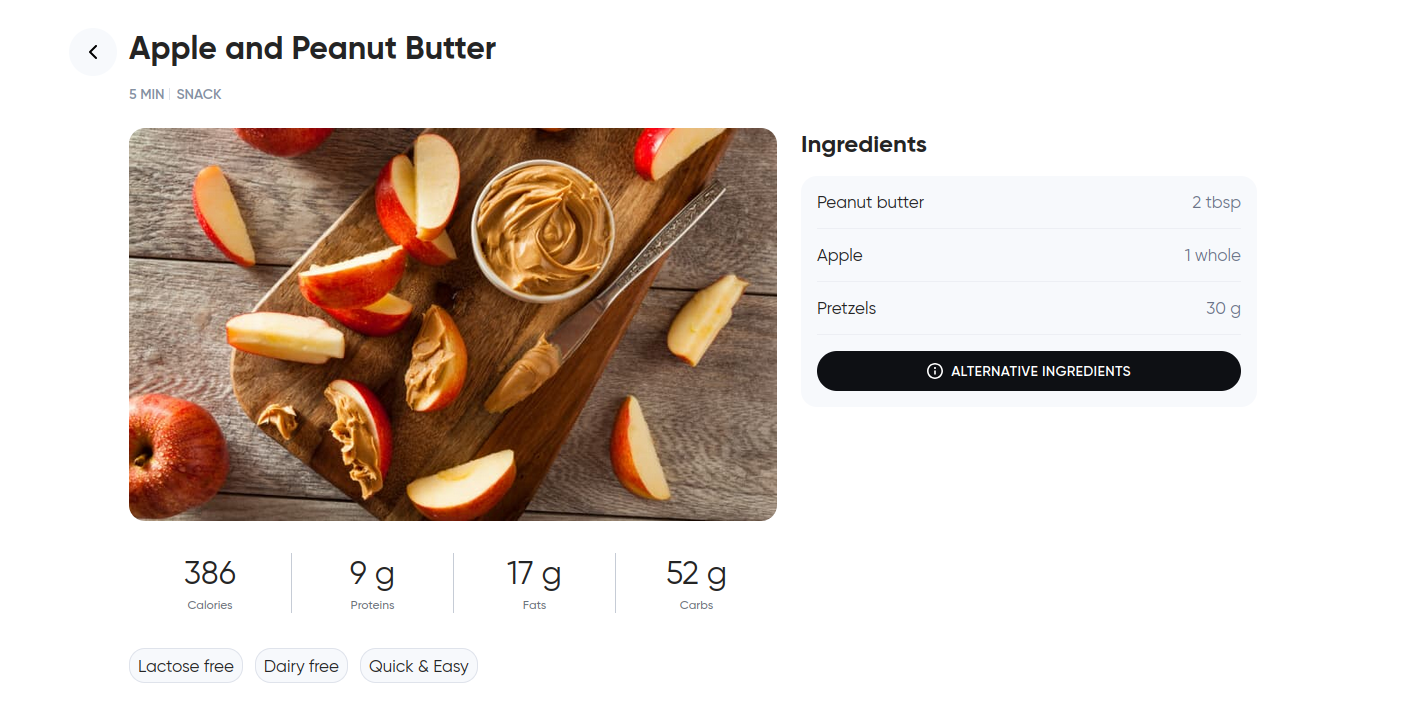 Apple and Peanut Butter
5 MIN | SNACK
Ingredients
Peanut butter 2 tbsp
Apple 1 whole
Pretzels 30 g
ALTERNATIVE INGREDIENTS
386 9 g 17 g 52 g
Calories Proteins Fats Carbs
Lactose free Dairy free Quick & Easy